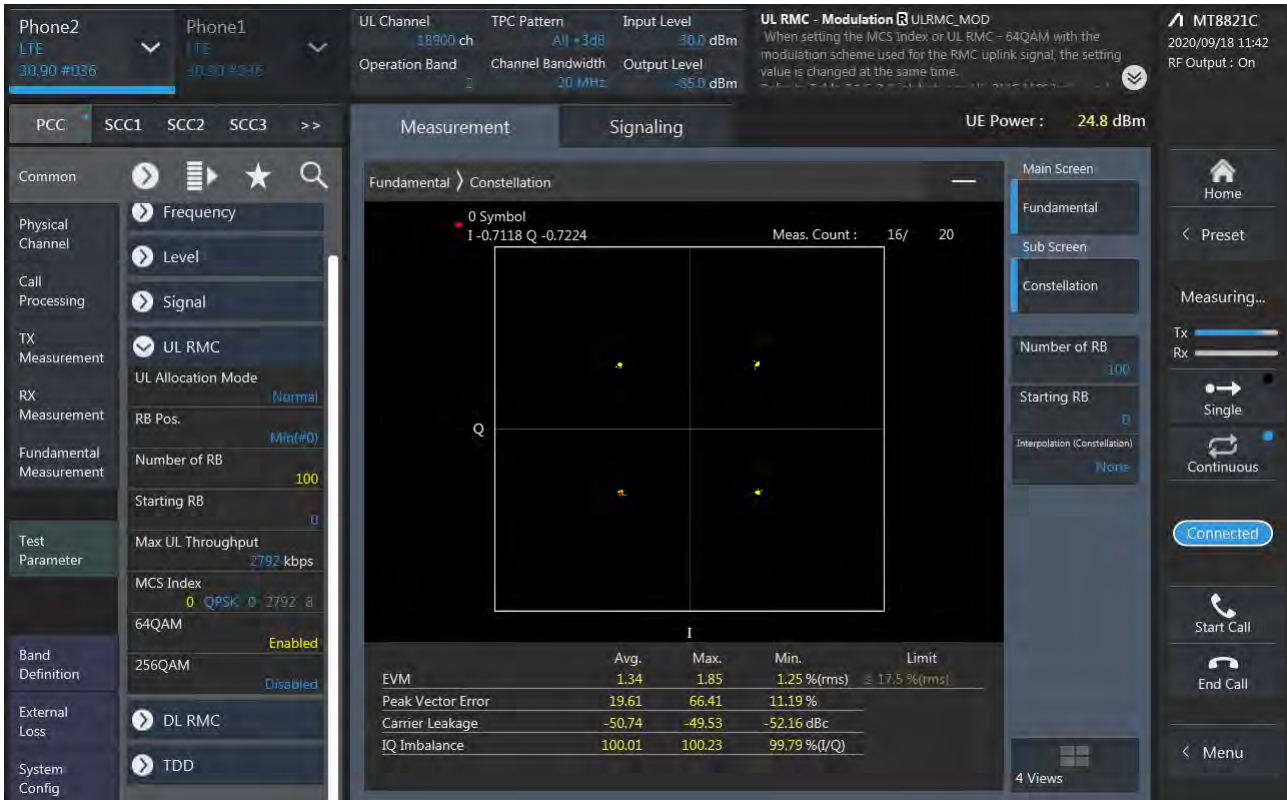 Phone2
LTE
30.90 #036
Phone1
LTE
UL Channel
18900 ch
TPC Pattern
All +3dB
Input Level
30.0 dBm
Operation Band
2
Channel Bandwidth
20 MHz
Output Level
-85.0 dBm
UL RMC - Modulation R ULRMC_MOD
When setting the MCS Index or UL RMC - 64QAM with the
modulation scheme used for the RMC uplink signal, the setting
value is changed at the same time.
MT8821C
2020/09/18 11:42
RF Output : On
PCC SCC1 SCC2 SCC3 >>
Measurement
Signaling
UE Power : 24.8 dBm
Common
Physical
Channel
Call
Processing
TX
Measurement
RX
Measurement
Fundamental
Measurement
Test
Parameter
Band
Definition
External
Loss
System
Config
Frequency
Level
Signal
UL RMC
UL Allocation Mode
Normal
RB Pos.
Min(#0)
Number of RB
100
Starting RB
0
Max UL Throughput
2792 kbps
MCS Index
0 QPSK 0 2792 8
64QAM
Enabled
256QAM
Disabled
DL RMC
TDD
Fundamental Constellation
0 Symbol
I -0.7118 Q -0.7224
Meas. Count : 16/ 20
Q
I
Avg. Max. Min. Limit
EVM 1.34 1.85 1.25 %(rms) ≤ 17.5 %(rms)
Peak Vector Error 19.61 66.41 11.19 %
Carrier Leakage -50.74 -49.53 -52.16 dBc
IQ Imbalance 100.01 100.23 99.79 %(I/Q)
Main Screen
Fundamental
Sub Screen
Constellation
Number of RB
100
Starting RB
0
Interpolation (Constellation)
None
4 Views
Home
< Preset
Measuring...
Tx
Rx
Single
Continuous
Connected
Start Call
End Call
< Menu